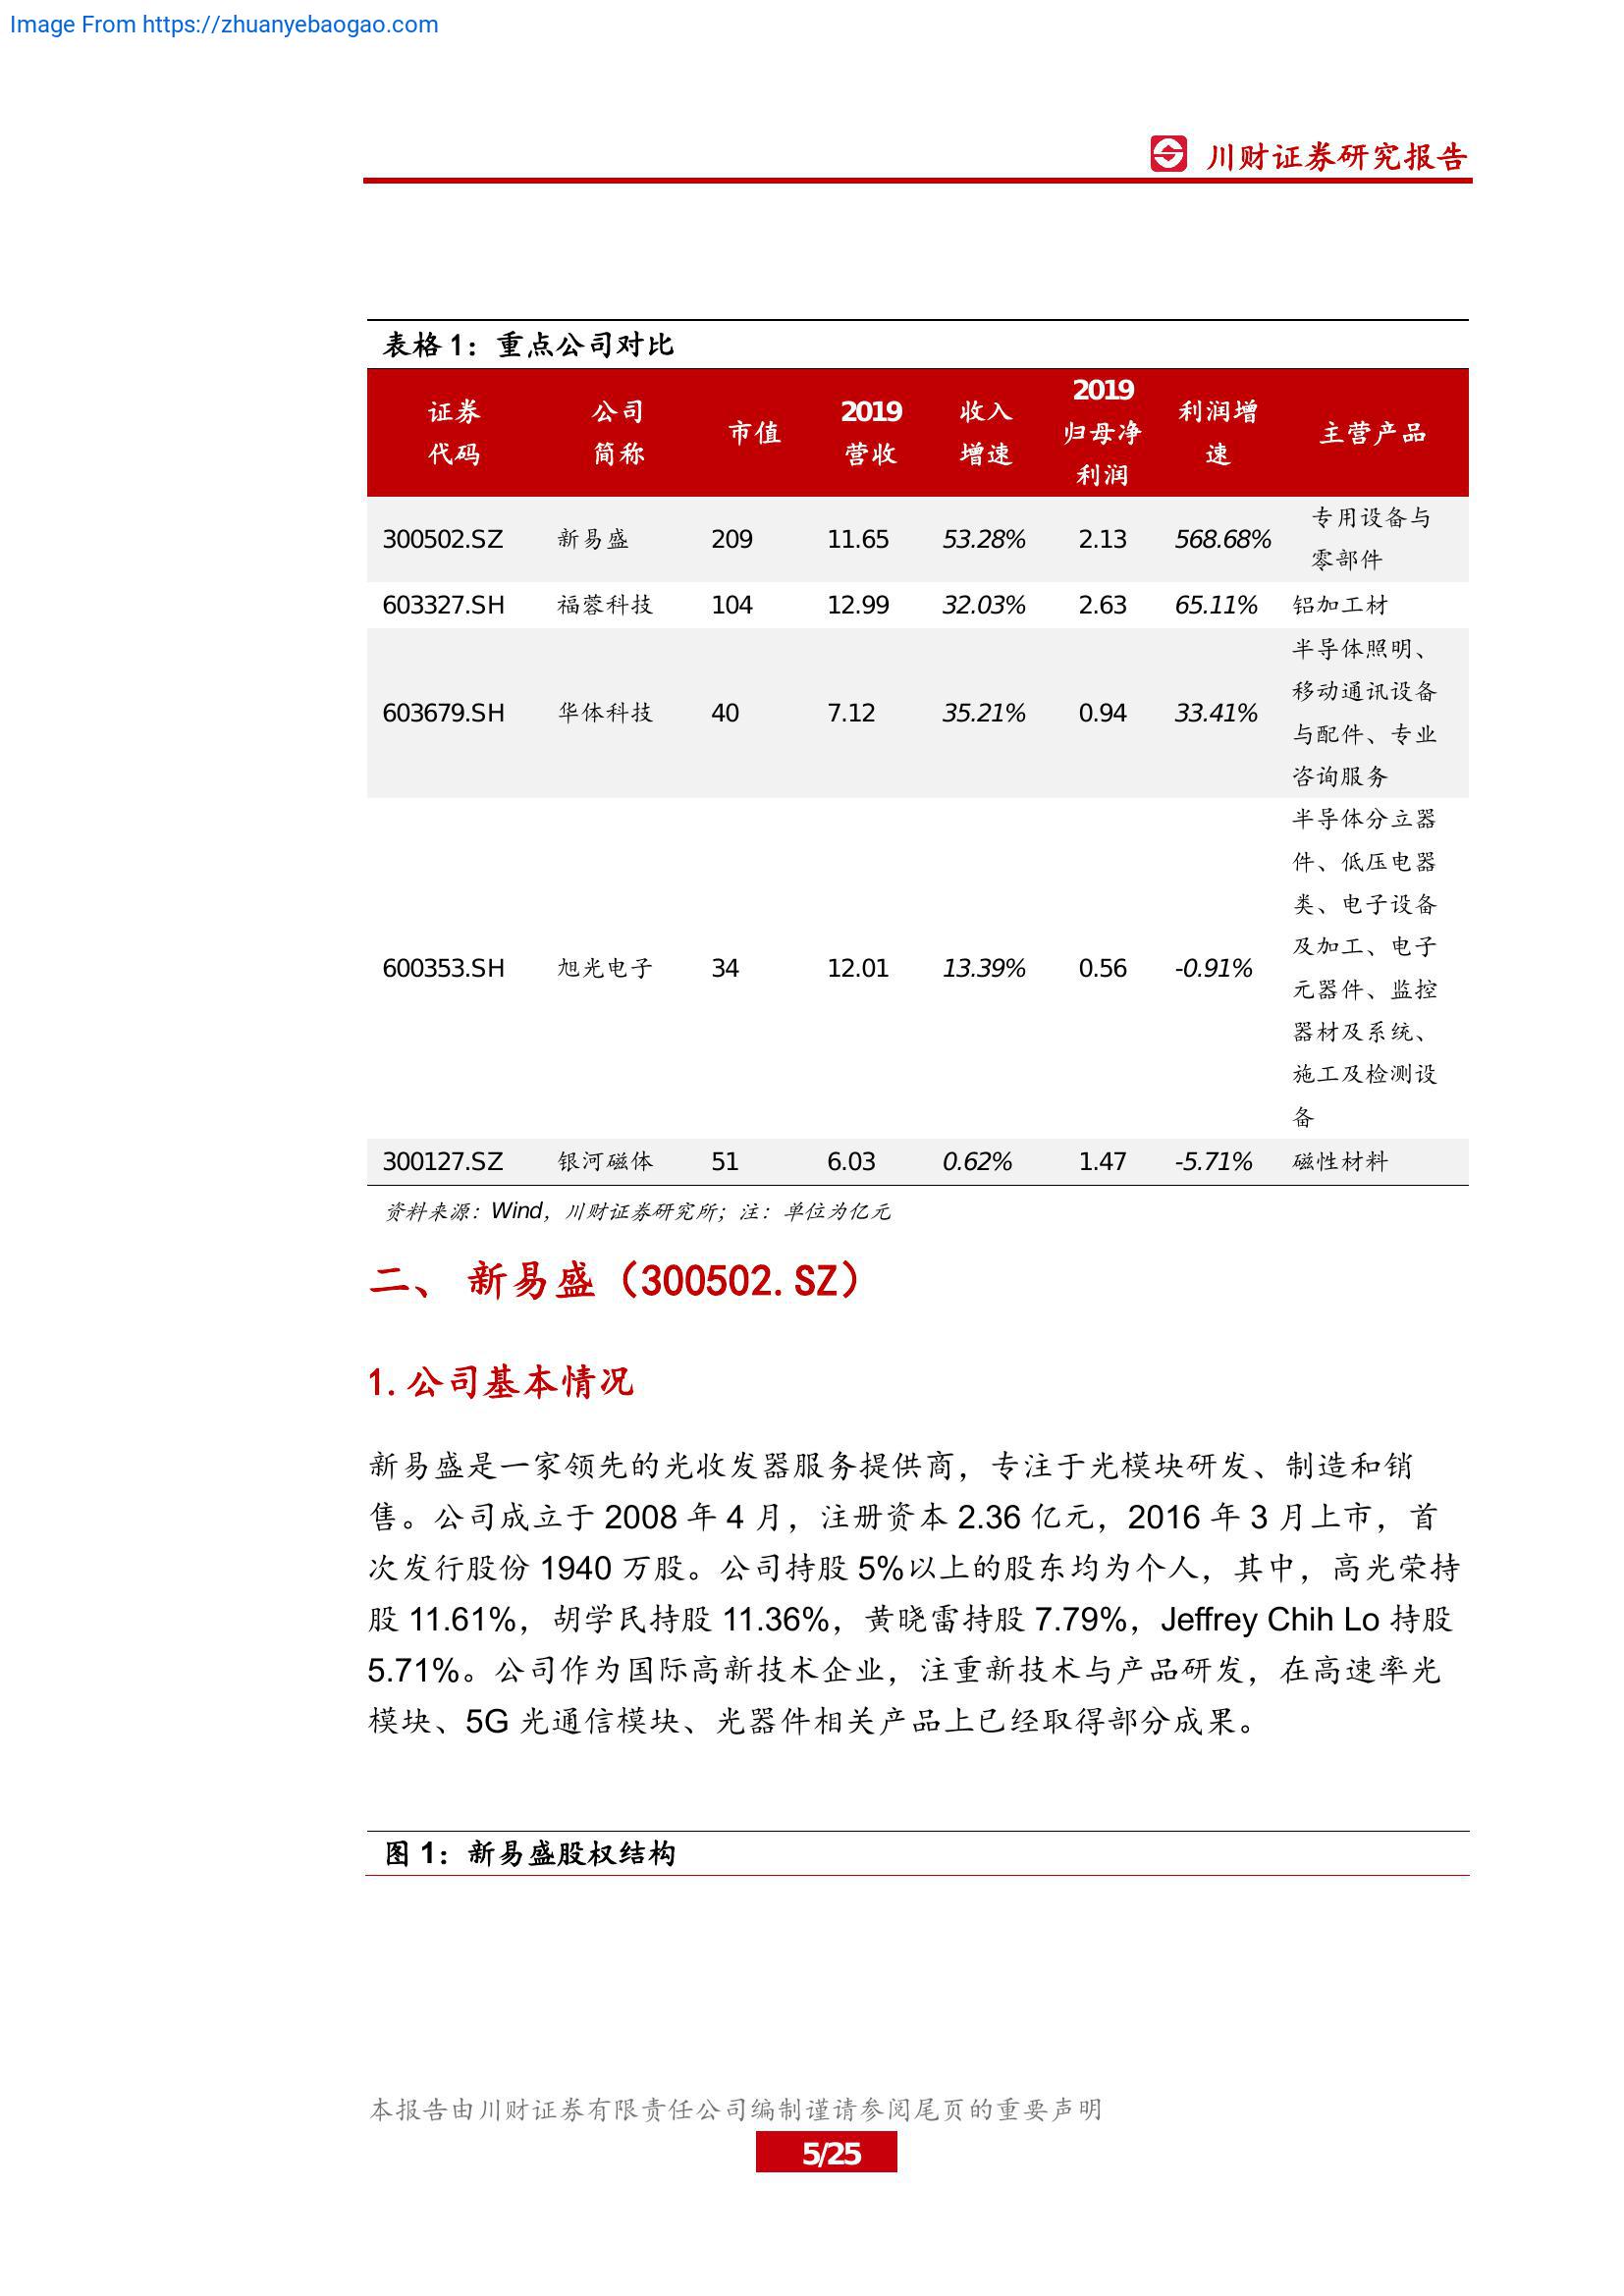 Image From https://zhuanyebaogao.com
川财证券研究报告
表格 1：重点公司对比
证券代码 公司简称 市值 2019营收 收入增速 2019归母净利润 利润增速 主营产品
300502.SZ 新易盛 209 11.65 53.28% 2.13 568.68% 专用设备与
零部件
603327.SH 福蓉科技 104 12.99 32.03% 2.63 65.11% 铝加工材
603679.SH 华体科技 40 7.12 35.21% 0.94 33.41% 半导体照明、
移动通讯设备
与配件、专业
咨询服务
600353.SH 旭光电子 34 12.01 13.39% 0.56 -0.91% 半导体分立器
件、低压电器
类、电子设备
及加工、电子
元器件、监控
器材及系统、
施工及检测设
备
300127.SZ 银河磁体 51 6.03 0.62% 1.47 -5.71% 磁性材料
资料来源：Wind，川财证券研究所；注：单位为亿元
二、 新易盛（300502.SZ）
1.公司基本情况
新易盛是一家领先的光收发器服务提供商，专注于光模块研发、制造和销
售。公司成立于 2008 年 4 月，注册资本 2.36 亿元，2016 年 3 月上市，首
次发行股份 1940 万股。公司持股 5%以上的股东均为个人，其中，高光荣持
股 11.61%，胡学民持股 11.36%，黄晓雷持股 7.79%，Jeffrey Chih Lo 持股
5.71%。公司作为国际高新技术企业，注重新技术与产品研发，在高速率光
模块、5G 光通信模块、光器件相关产品上已经取得部分成果。
图 1：新易盛股权结构
本报告由川财证券有限责任公司编制谨请参阅尾页的重要声明
5/25